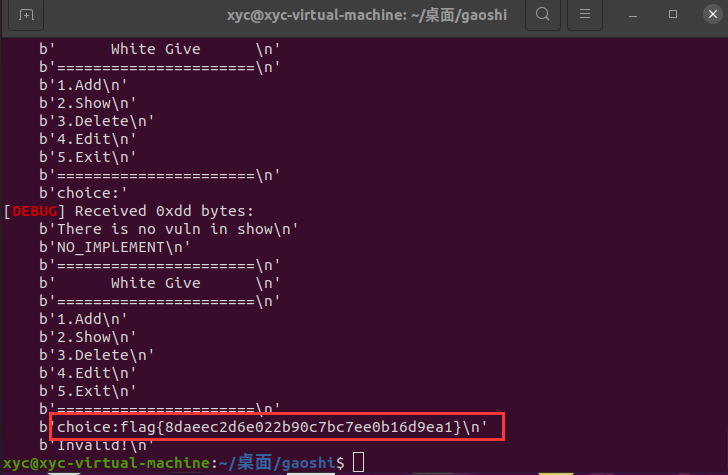 xyc@xyc-virtual-machine: ~/桌面/gaoshi
b'      White Give      \n'
b'======================\n'
b'1.Add\n'
b'2.Show\n'
b'3.Delete\n'
b'4.Edit\n'
b'5.Exit\n'
b'======================\n'
b'choice:'
[DEBUG] Received 0xdd bytes:
b'There is no vuln in show\n'
b'NO_IMPLEMENT\n'
b'======================\n'
b'      White Give      \n'
b'======================\n'
b'1.Add\n'
b'2.Show\n'
b'3.Delete\n'
b'4.Edit\n'
b'5.Exit\n'
b'======================\n'
b'choice:flag{8daeec2d6e022b90c7bc7ee0b16d9ea1}\n'
b'Invalid!\n'
xyc@xyc-virtual-machine:~/桌面/gaoshi$